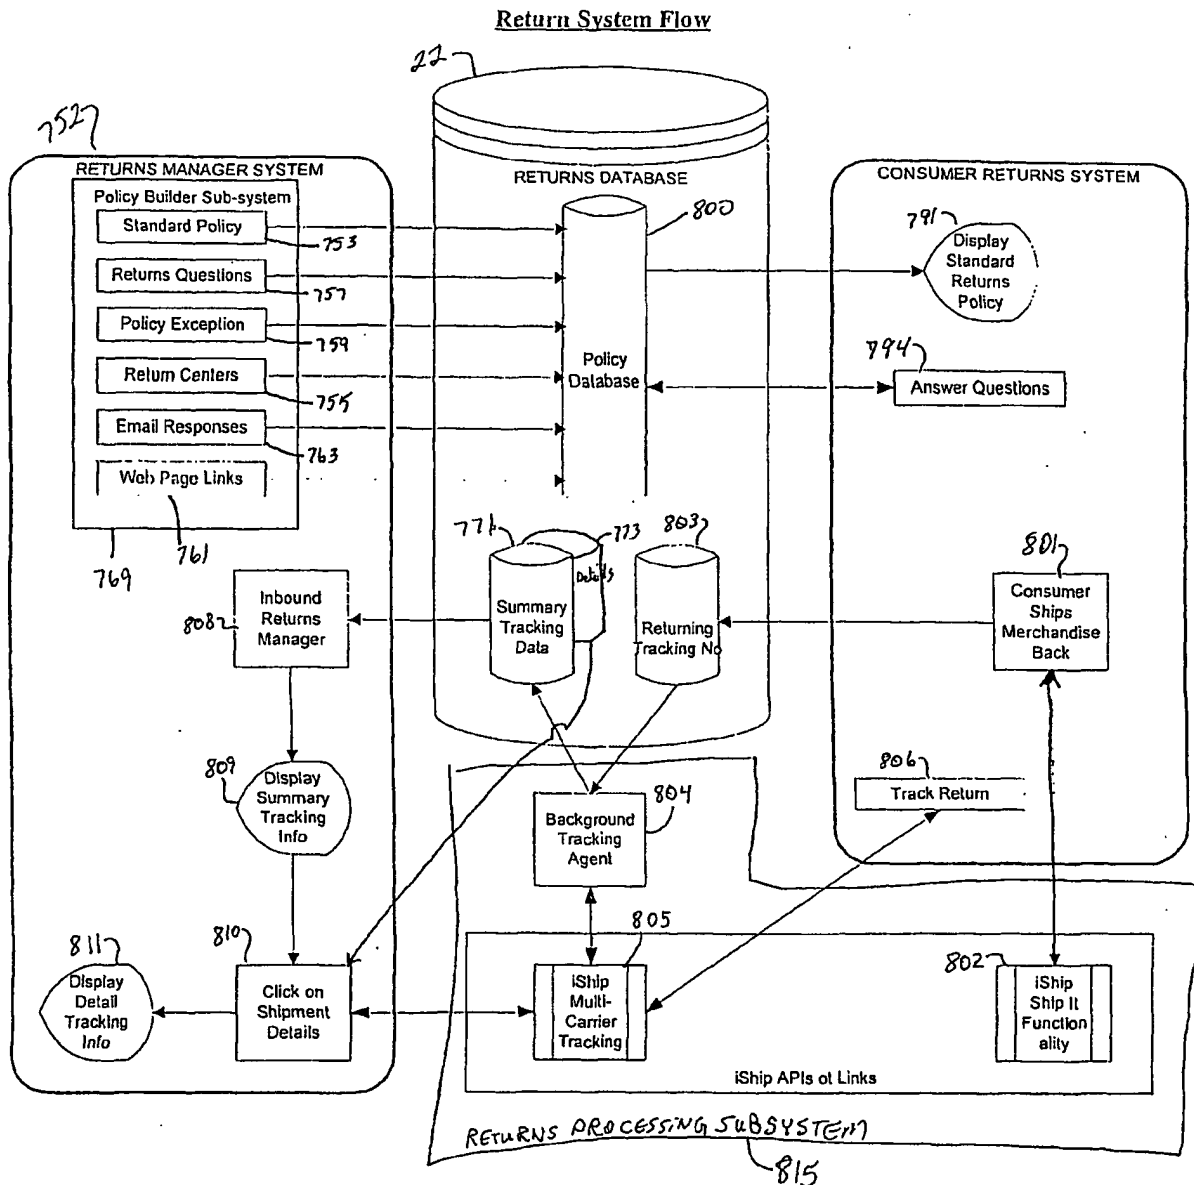 Return System Flow
22
752
RETURNS MANAGER SYSTEM
Policy Builder Sub-system
Standard Policy
753
Returns Questions
757
Policy Exception
759
Return Centers
755
Email Responses
763
Web Page Links
761
769
RETURNS DATABASE
800
Policy
Database
CONSUMER RETURNS SYSTEM
791
Display
Standard
Returns
Policy
794
Answer Questions
771
773
Details
Summary
Tracking
Data
803
Returning
Tracking No
801
Consumer
Ships
Merchandise
Back
808
Inbound
Returns
Manager
809
Display
Summary
Tracking
Info
804
Background
Tracking
Agent
806
Track Return
811
Display
Detail
Tracking
Info
810
Click on
Shipment
Details
805
iShip
Multi-
Carrier
Tracking
802
iShip
Ship It
Function
ality
iShip APIs ot Links
RETURNS PROCESSING SUBSYSTEM
815